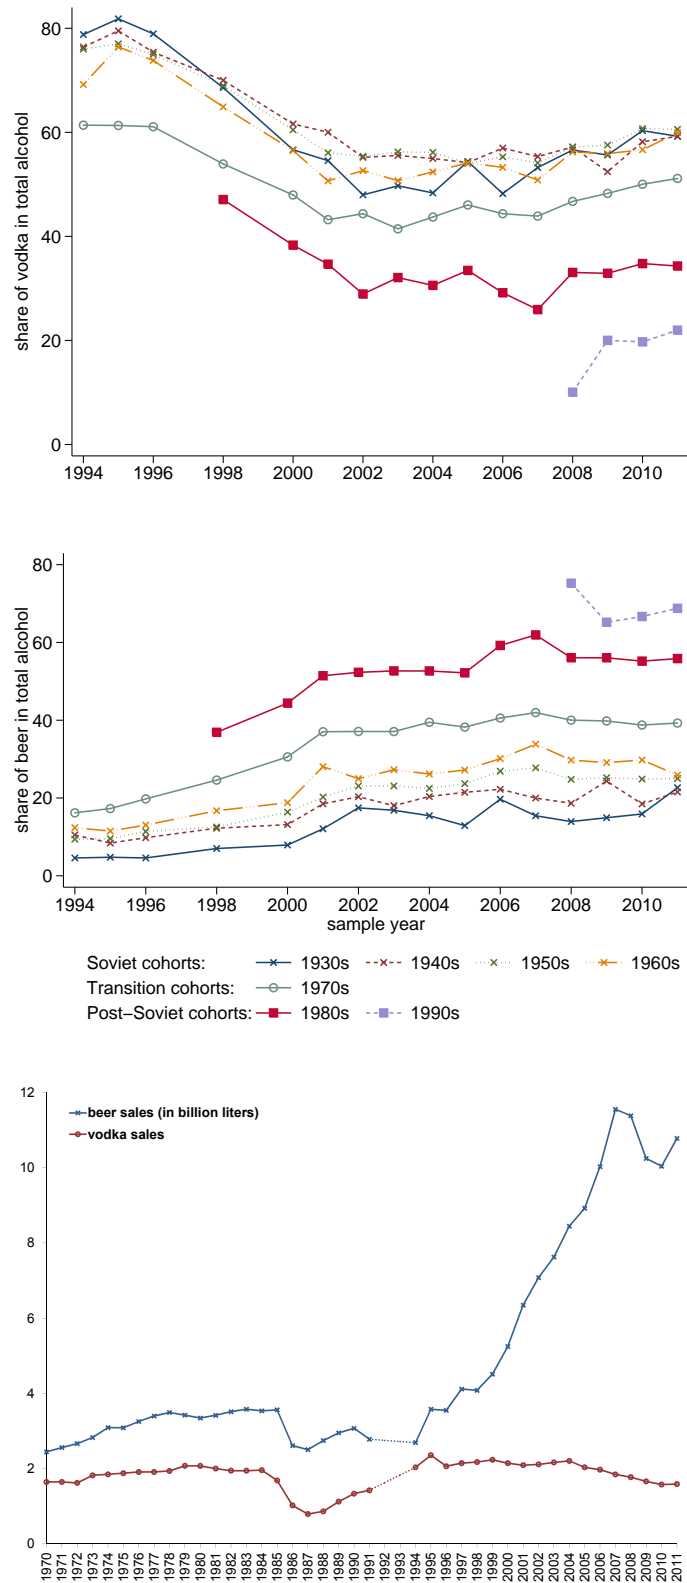 share of vodka in total alcohol
80
60
40
20
0
1994 1996 1998 2000 2002 2004 2006 2008 2010
share of beer in total alcohol
80
60
40
20
0
1994 1996 1998 2000 2002 2004 2006 2008 2010
sample year
Soviet cohorts: 1930s 1940s 1950s 1960s
Transition cohorts: 1970s
Post−Soviet cohorts: 1980s 1990s
12
10
8
6
4
2
0
beer sales (in billion liters)
vodka sales
1970 1971 1972 1973 1974 1975 1976 1977 1978 1979 1980 1981 1982 1983 1984 1985 1986 1987 1988 1989 1990 1991 1992 1993 1994 1995 1996 1997 1998 1999 2000 2001 2002 2003 2004 2005 2006 2007 2008 2009 2010 2011